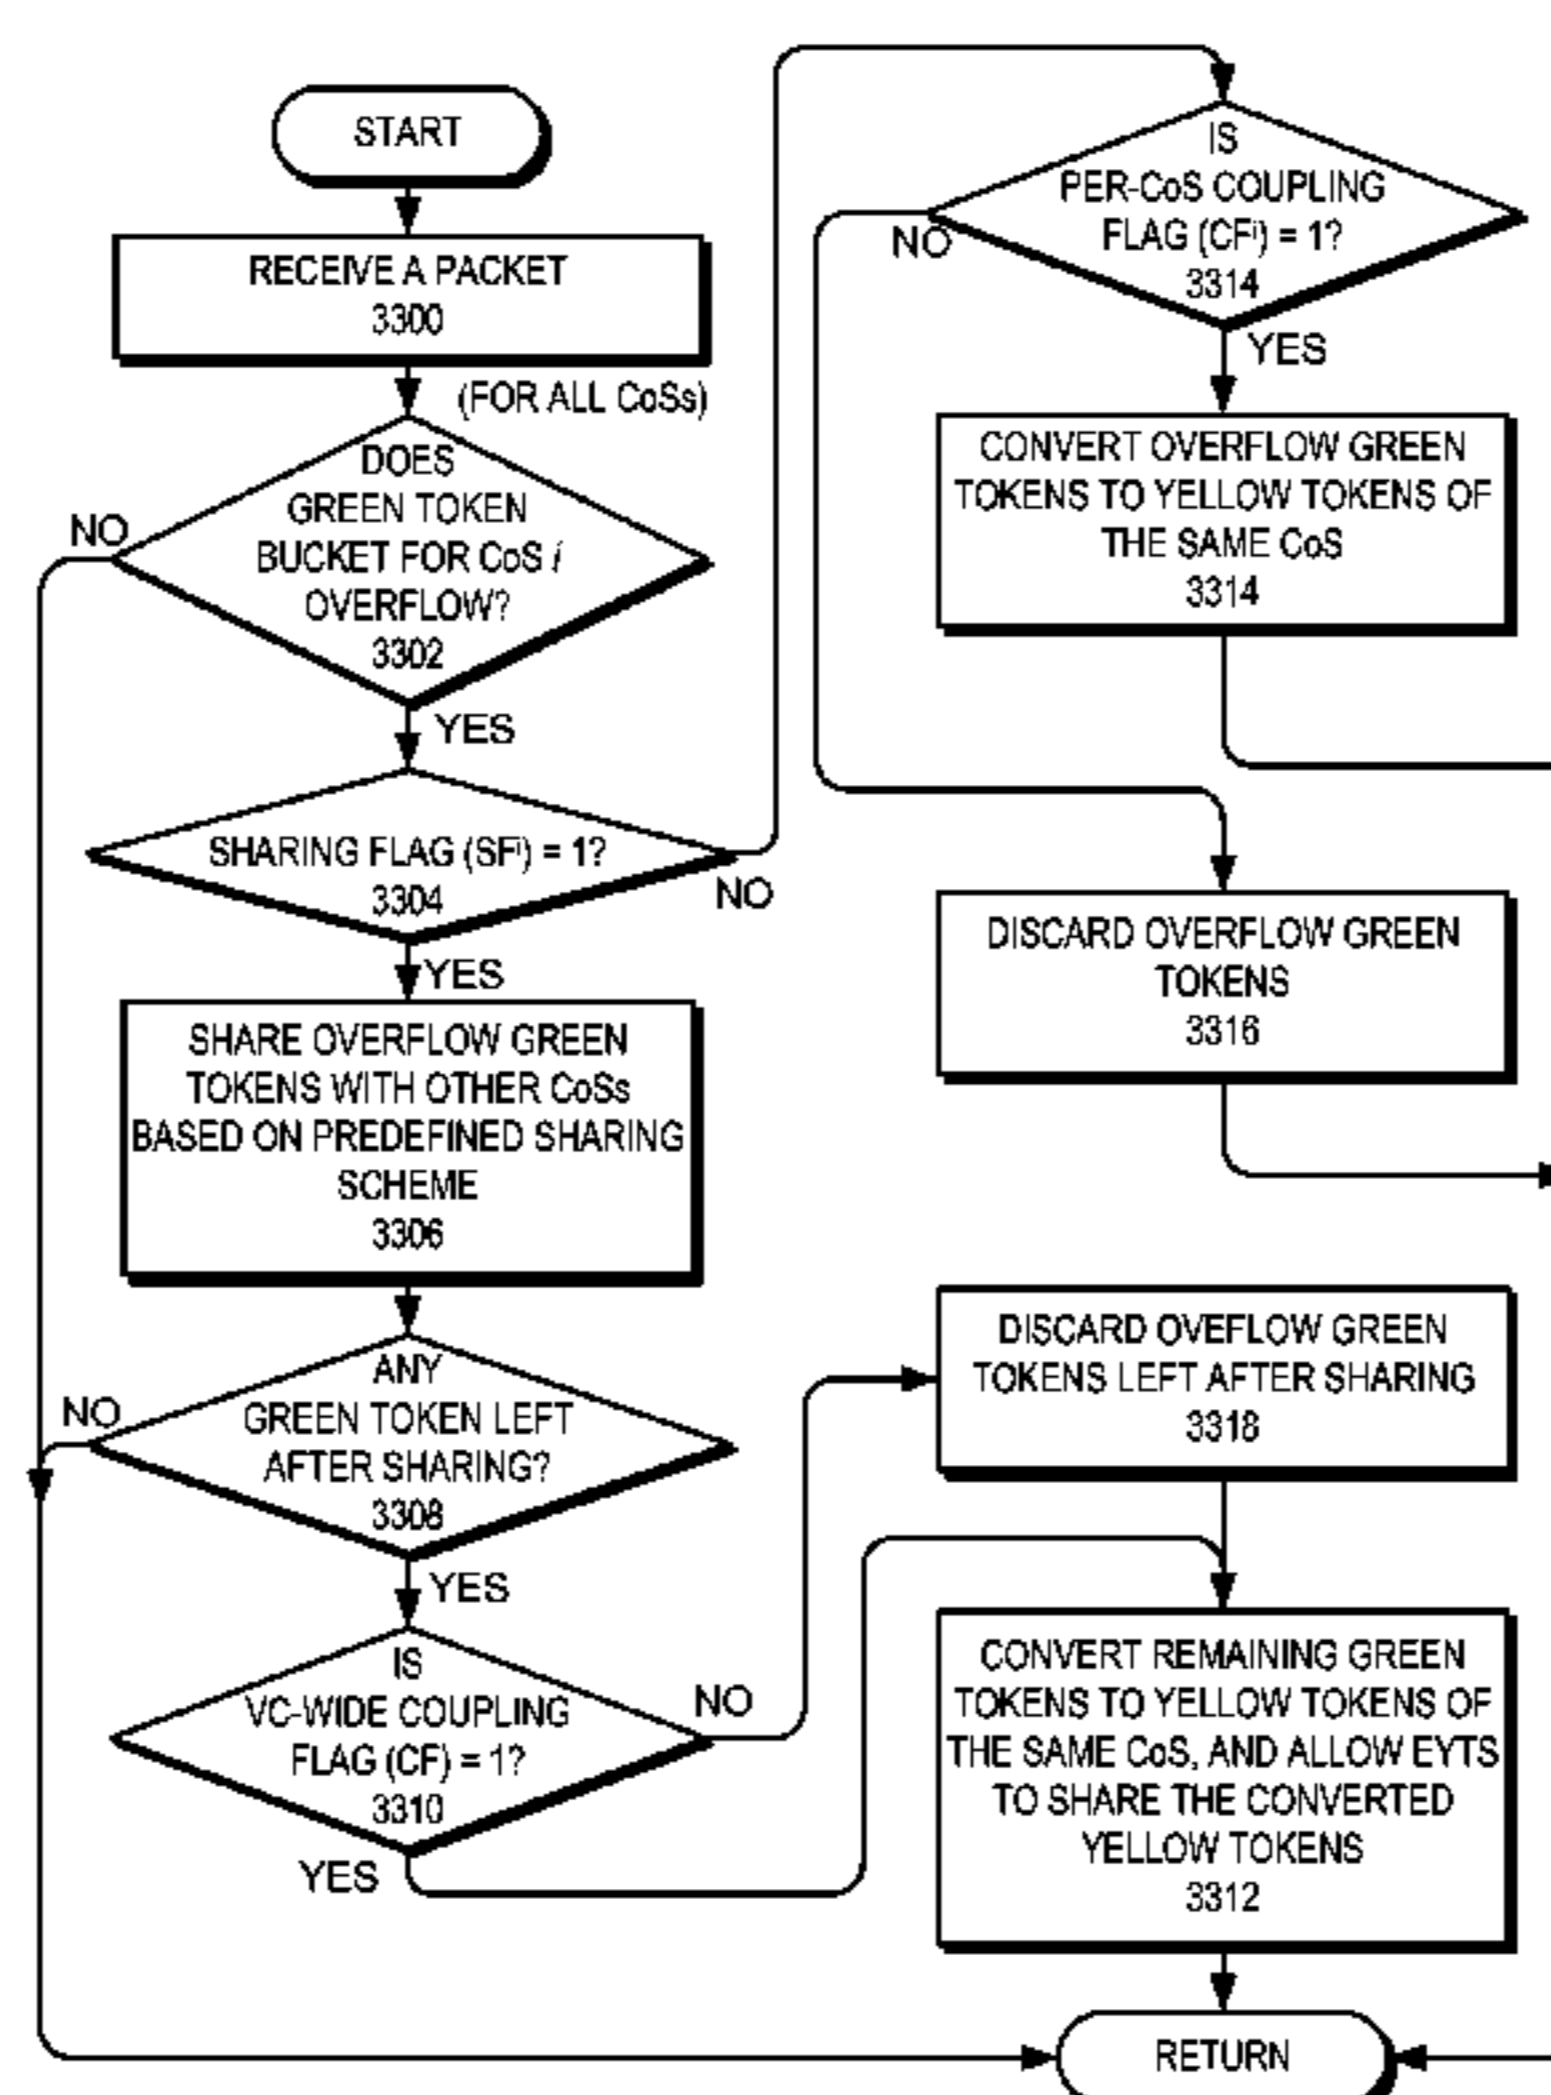 START
RECEIVE A PACKET
3300
(FOR ALL CoSs)
DOES
GREEN TOKEN
BUCKET FOR CoS i
OVERFLOW?
3302
NO
YES
SHARING FLAG (SFi) = 1?
3304
NO
YES
SHARE OVERFLOW GREEN
TOKENS WITH OTHER CoSs
BASED ON PREDEFINED SHARING
SCHEME
3306
ANY
GREEN TOKEN LEFT
AFTER SHARING?
3308
NO
YES
IS
VC-WIDE COUPLING
FLAG (CF) = 1?
3310
NO
YES
IS
PER-CoS COUPLING
FLAG (CFi) = 1?
3314
NO
YES
CONVERT OVERFLOW GREEN
TOKENS TO YELLOW TOKENS OF
THE SAME CoS
3314
DISCARD OVERFLOW GREEN
TOKENS
3316
DISCARD OVEFLOW GREEN
TOKENS LEFT AFTER SHARING
3318
CONVERT REMAINING GREEN
TOKENS TO YELLOW TOKENS OF
THE SAME CoS, AND ALLOW EYTS
TO SHARE THE CONVERTED
YELLOW TOKENS
3312
RETURN